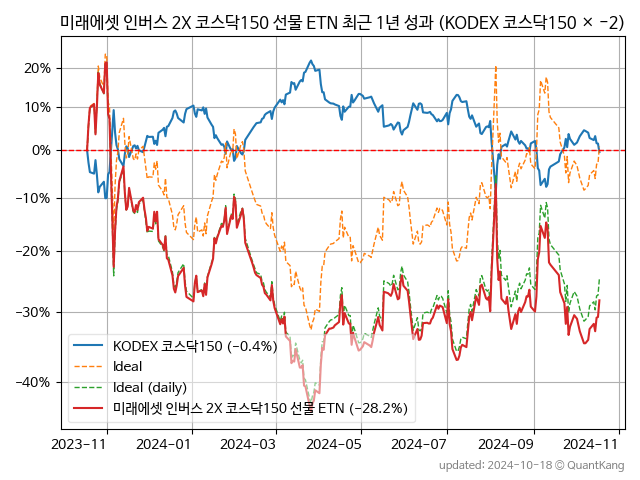 미래에셋 인버스 2X 코스닥150 선물 ETN 최근 1년 성과 (KODEX 코스닥150 × −2)
20%
10%
0%
−10%
−20%
−30%
−40%
KODEX 코스닥150 (−0.4%)
Ideal
Ideal (daily)
미래에셋 인버스 2X 코스닥150 선물 ETN (−28.2%)
2023−11 2024−01 2024−03 2024−05 2024−07 2024−09 2024−11
updated: 2024-10-18 © QuantKang